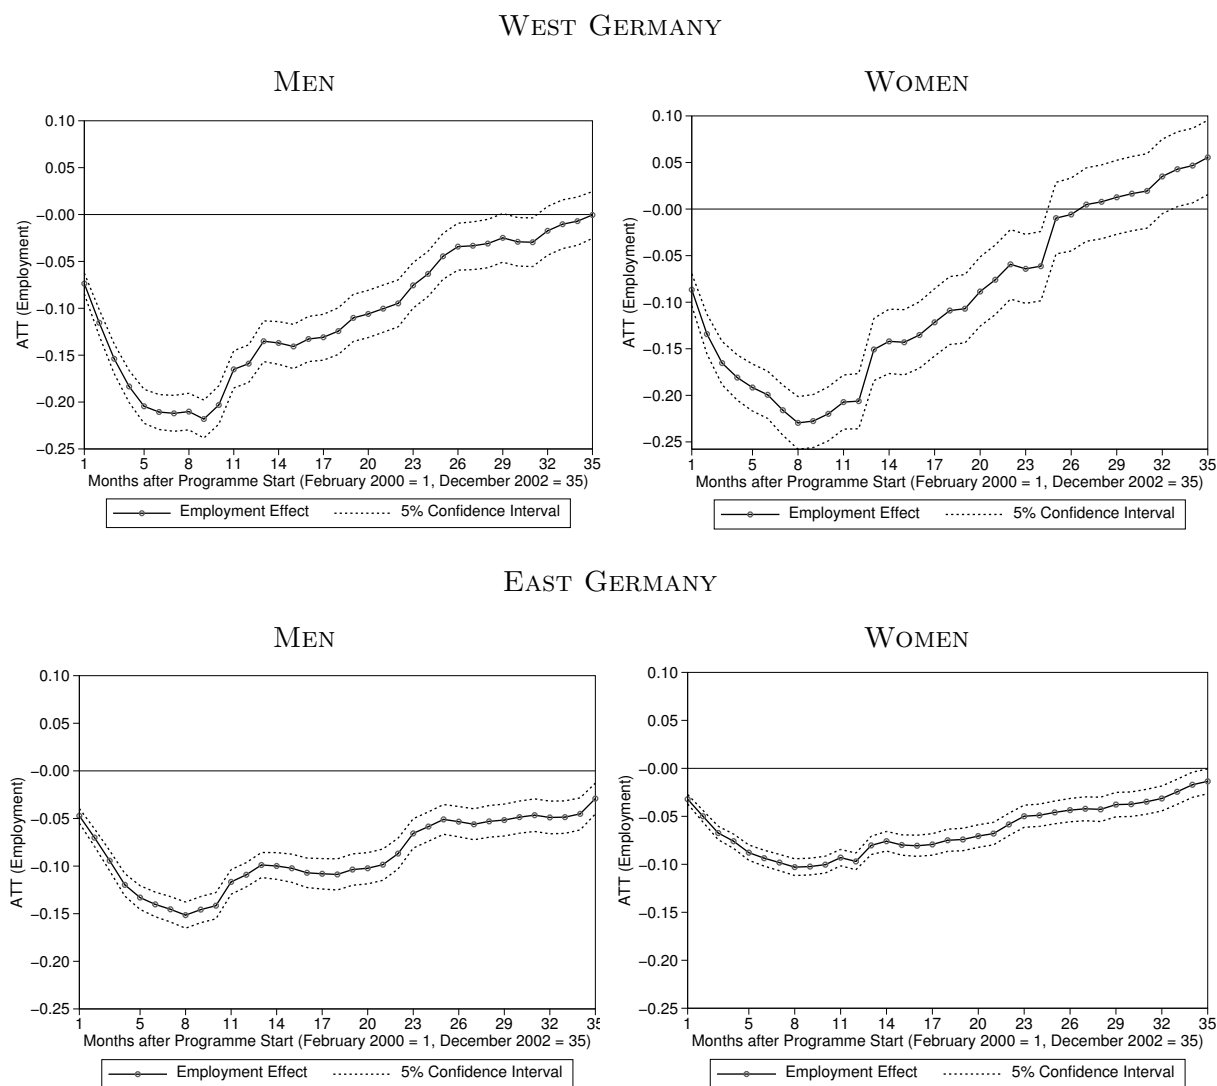 WEST GERMANY
MEN
WOMEN
0.10
0.05
−0.00
−0.05
−0.10
−0.15
−0.20
−0.25
ATT (Employment)
1 5 8 11 14 17 20 23 26 29 32 35
Months after Programme Start (February 2000 = 1, December 2002 = 35)
Employment Effect 5% Confidence Interval
0.10
0.05
−0.00
−0.05
−0.10
−0.15
−0.20
−0.25
ATT (Employment)
1 5 8 11 14 17 20 23 26 29 32 35
Months after Programme Start (February 2000 = 1, December 2002 = 35)
Employment Effect 5% Confidence Interval
EAST GERMANY
MEN
WOMEN
0.10
0.05
−0.00
−0.05
−0.10
−0.15
−0.20
−0.25
ATT (Employment)
1 5 8 11 14 17 20 23 26 29 32 35
Months after Programme Start (February 2000 = 1, December 2002 = 35)
Employment Effect 5% Confidence Interval
0.10
0.05
−0.00
−0.05
−0.10
−0.15
−0.20
−0.25
ATT (Employment)
1 5 8 11 14 17 20 23 26 29 32 35
Months after Programme Start (February 2000 = 1, December 2002 = 35)
Employment Effect 5% Confidence Interval